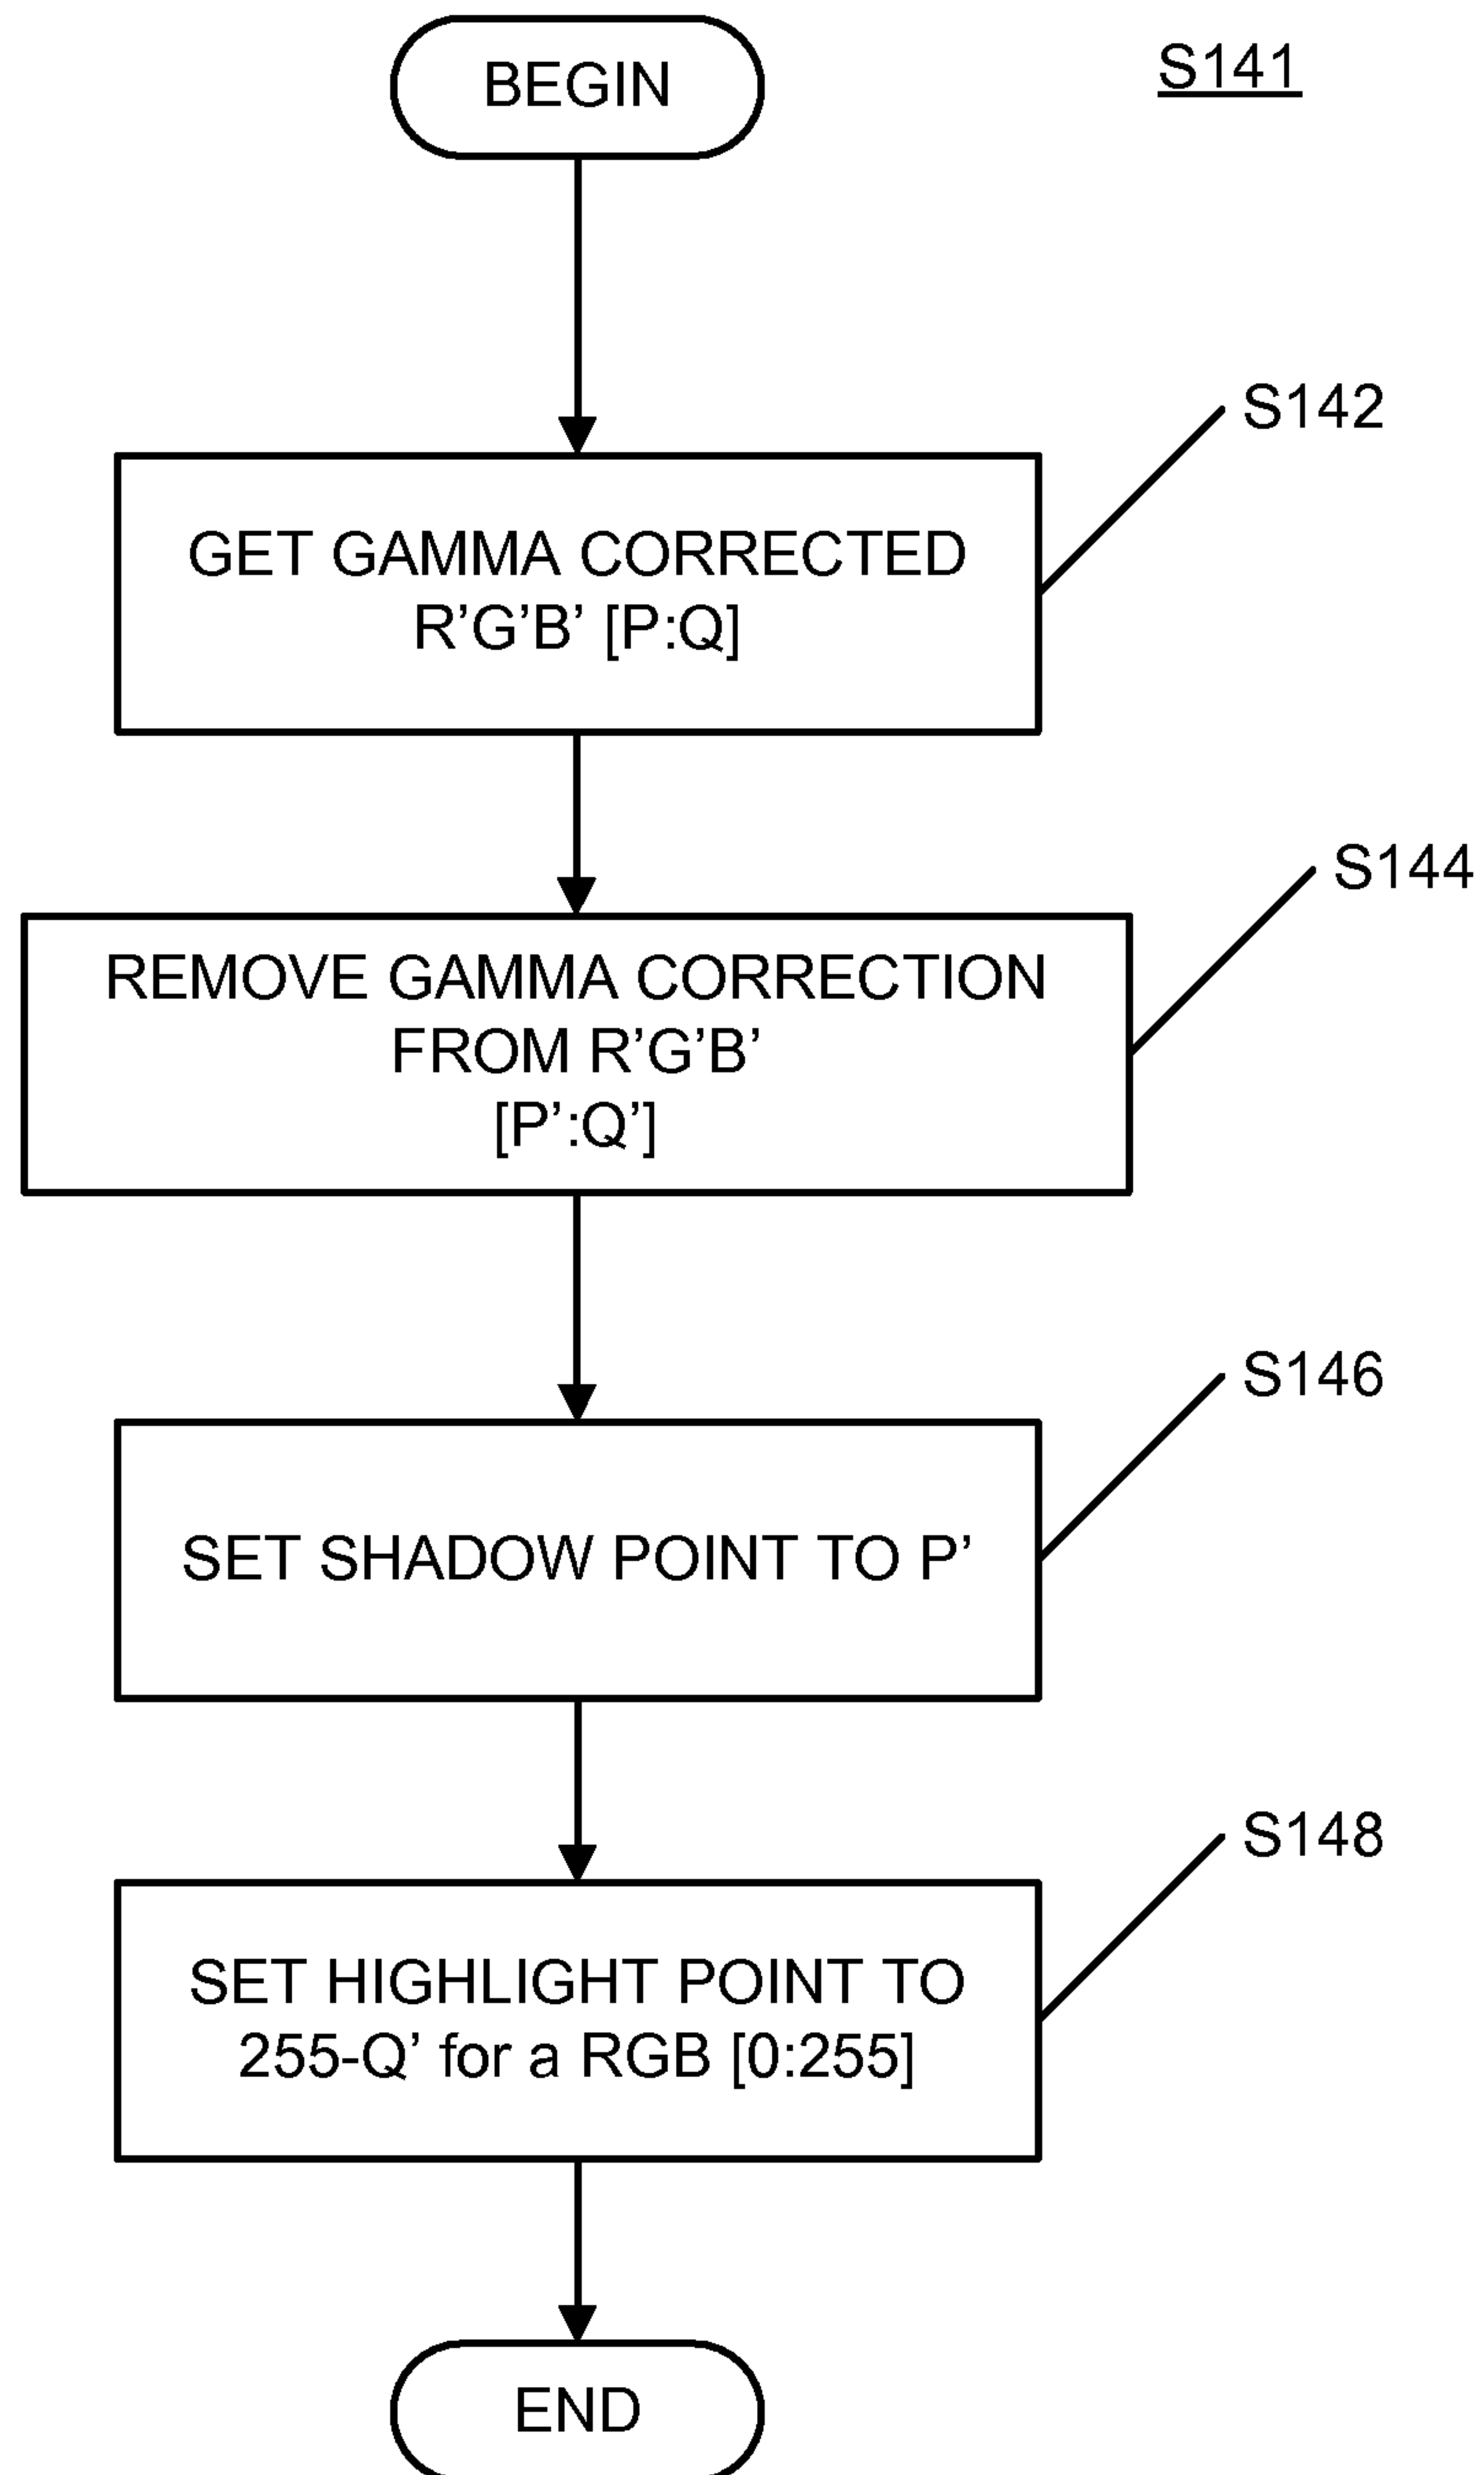 BEGIN
S141
S142
GET GAMMA CORRECTED
R’G’B’ [P:Q]
S144
REMOVE GAMMA CORRECTION
FROM R’G’B’
[P’:Q’]
S146
SET SHADOW POINT TO P’
S148
SET HIGHLIGHT POINT TO
255-Q’ for a RGB [0:255]
END